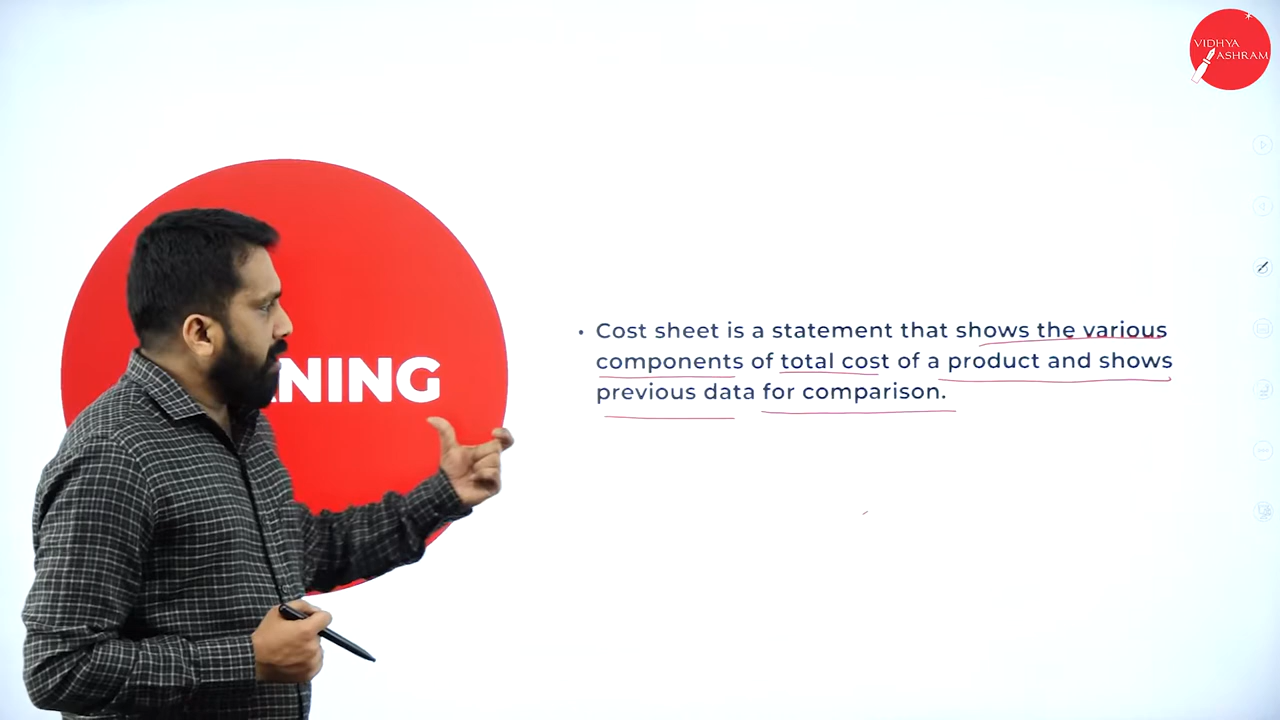 VIDHYA
ASHRAM
NING
• Cost sheet is a statement that shows the various
components of total cost of a product and shows
previous data for comparison.